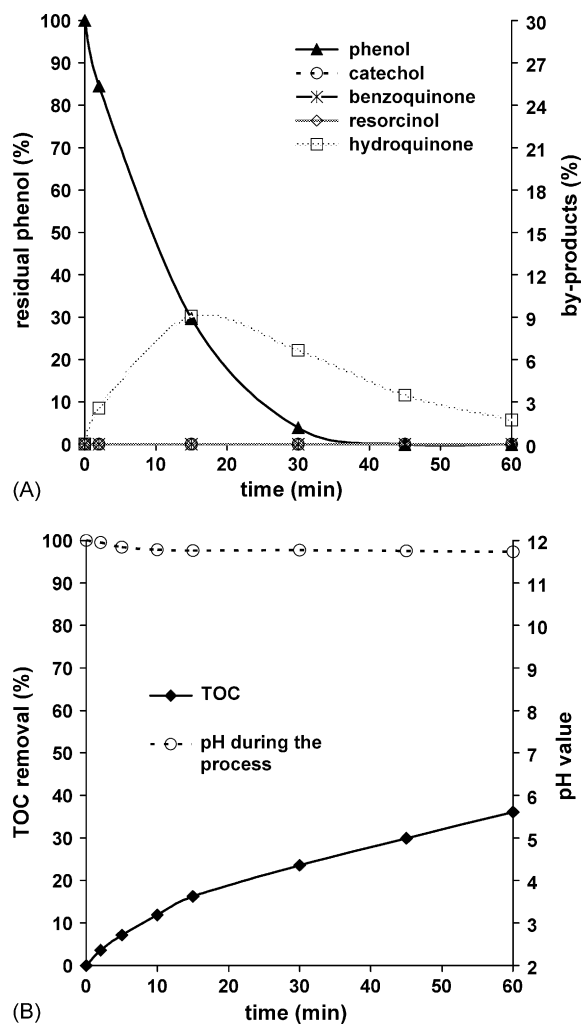 100
90
80
70
60
50
40
30
20
10
0
residual phenol (%)
phenol
catechol
benzoquinone
resorcinol
hydroquinone
30
27
24
21
18
15
12
9
6
3
0
by-products (%)
0 10 20 30 40 50 60
time (min)
(A)
100
90
80
70
60
50
40
30
20
10
0
TOC removal (%)
TOC
pH during the
process
12
11
10
9
8
7
6
5
4
3
2
pH value
0 10 20 30 40 50 60
time (min)
(B)